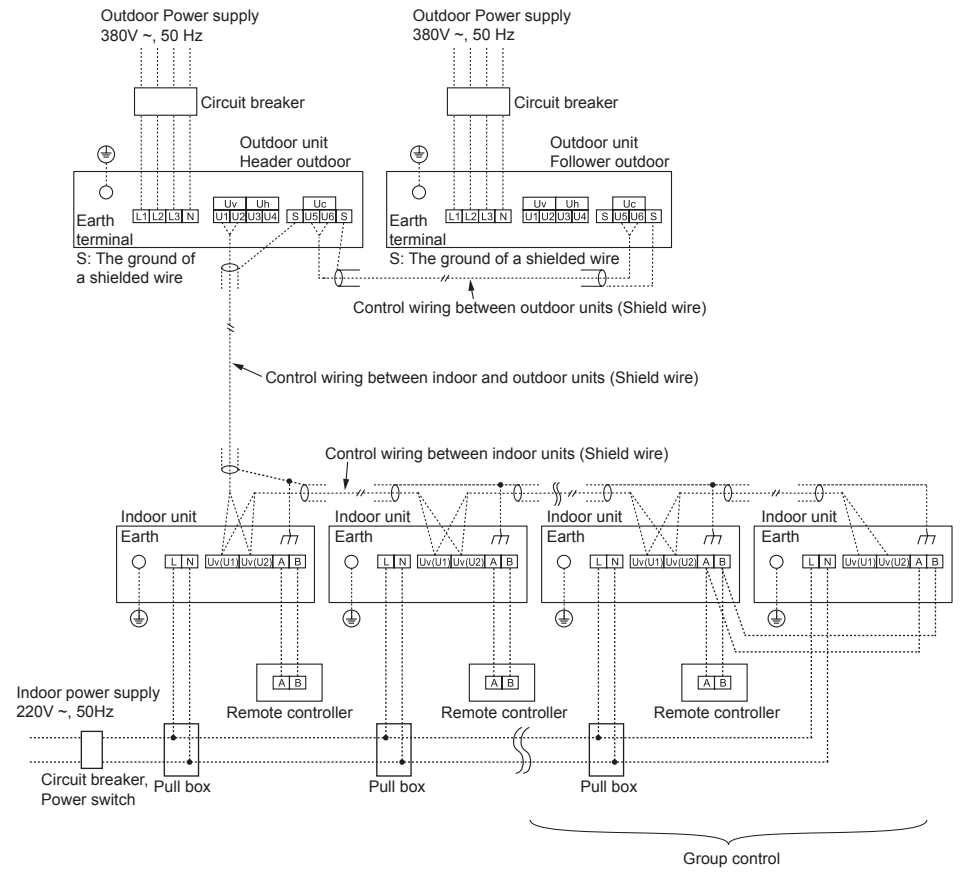 Outdoor Power supply
380V ~, 50 Hz
Outdoor Power supply
380V ~, 50 Hz
Circuit breaker
Circuit breaker
Outdoor unit
Header outdoor
Outdoor unit
Follower outdoor
Uv Uh Uc
L1 L2 L3 N U1 U2 U3 U4 S U5 U6 S
Earth
terminal
S: The ground of
a shielded wire
Uv Uh Uc
L1 L2 L3 N U1 U2 U3 U4 S U5 U6 S
Earth
terminal
S: The ground of a shielded wire
Control wiring between outdoor units (Shield wire)
Control wiring between indoor and outdoor units (Shield wire)
Control wiring between indoor units (Shield wire)
Indoor unit
Earth
L N Uv(U1) Uv(U2) A B
Indoor unit
Earth
L N Uv(U1) Uv(U2) A B
Indoor unit
Earth
L N Uv(U1) Uv(U2) A B
Indoor unit
Earth
L N Uv(U1) Uv(U2) A B
A B
Remote controller
A B
Remote controller
A B
Remote controller
Indoor power supply
220V ~, 50Hz
Circuit breaker,
Power switch
Pull box
Pull box
Pull box
Group control